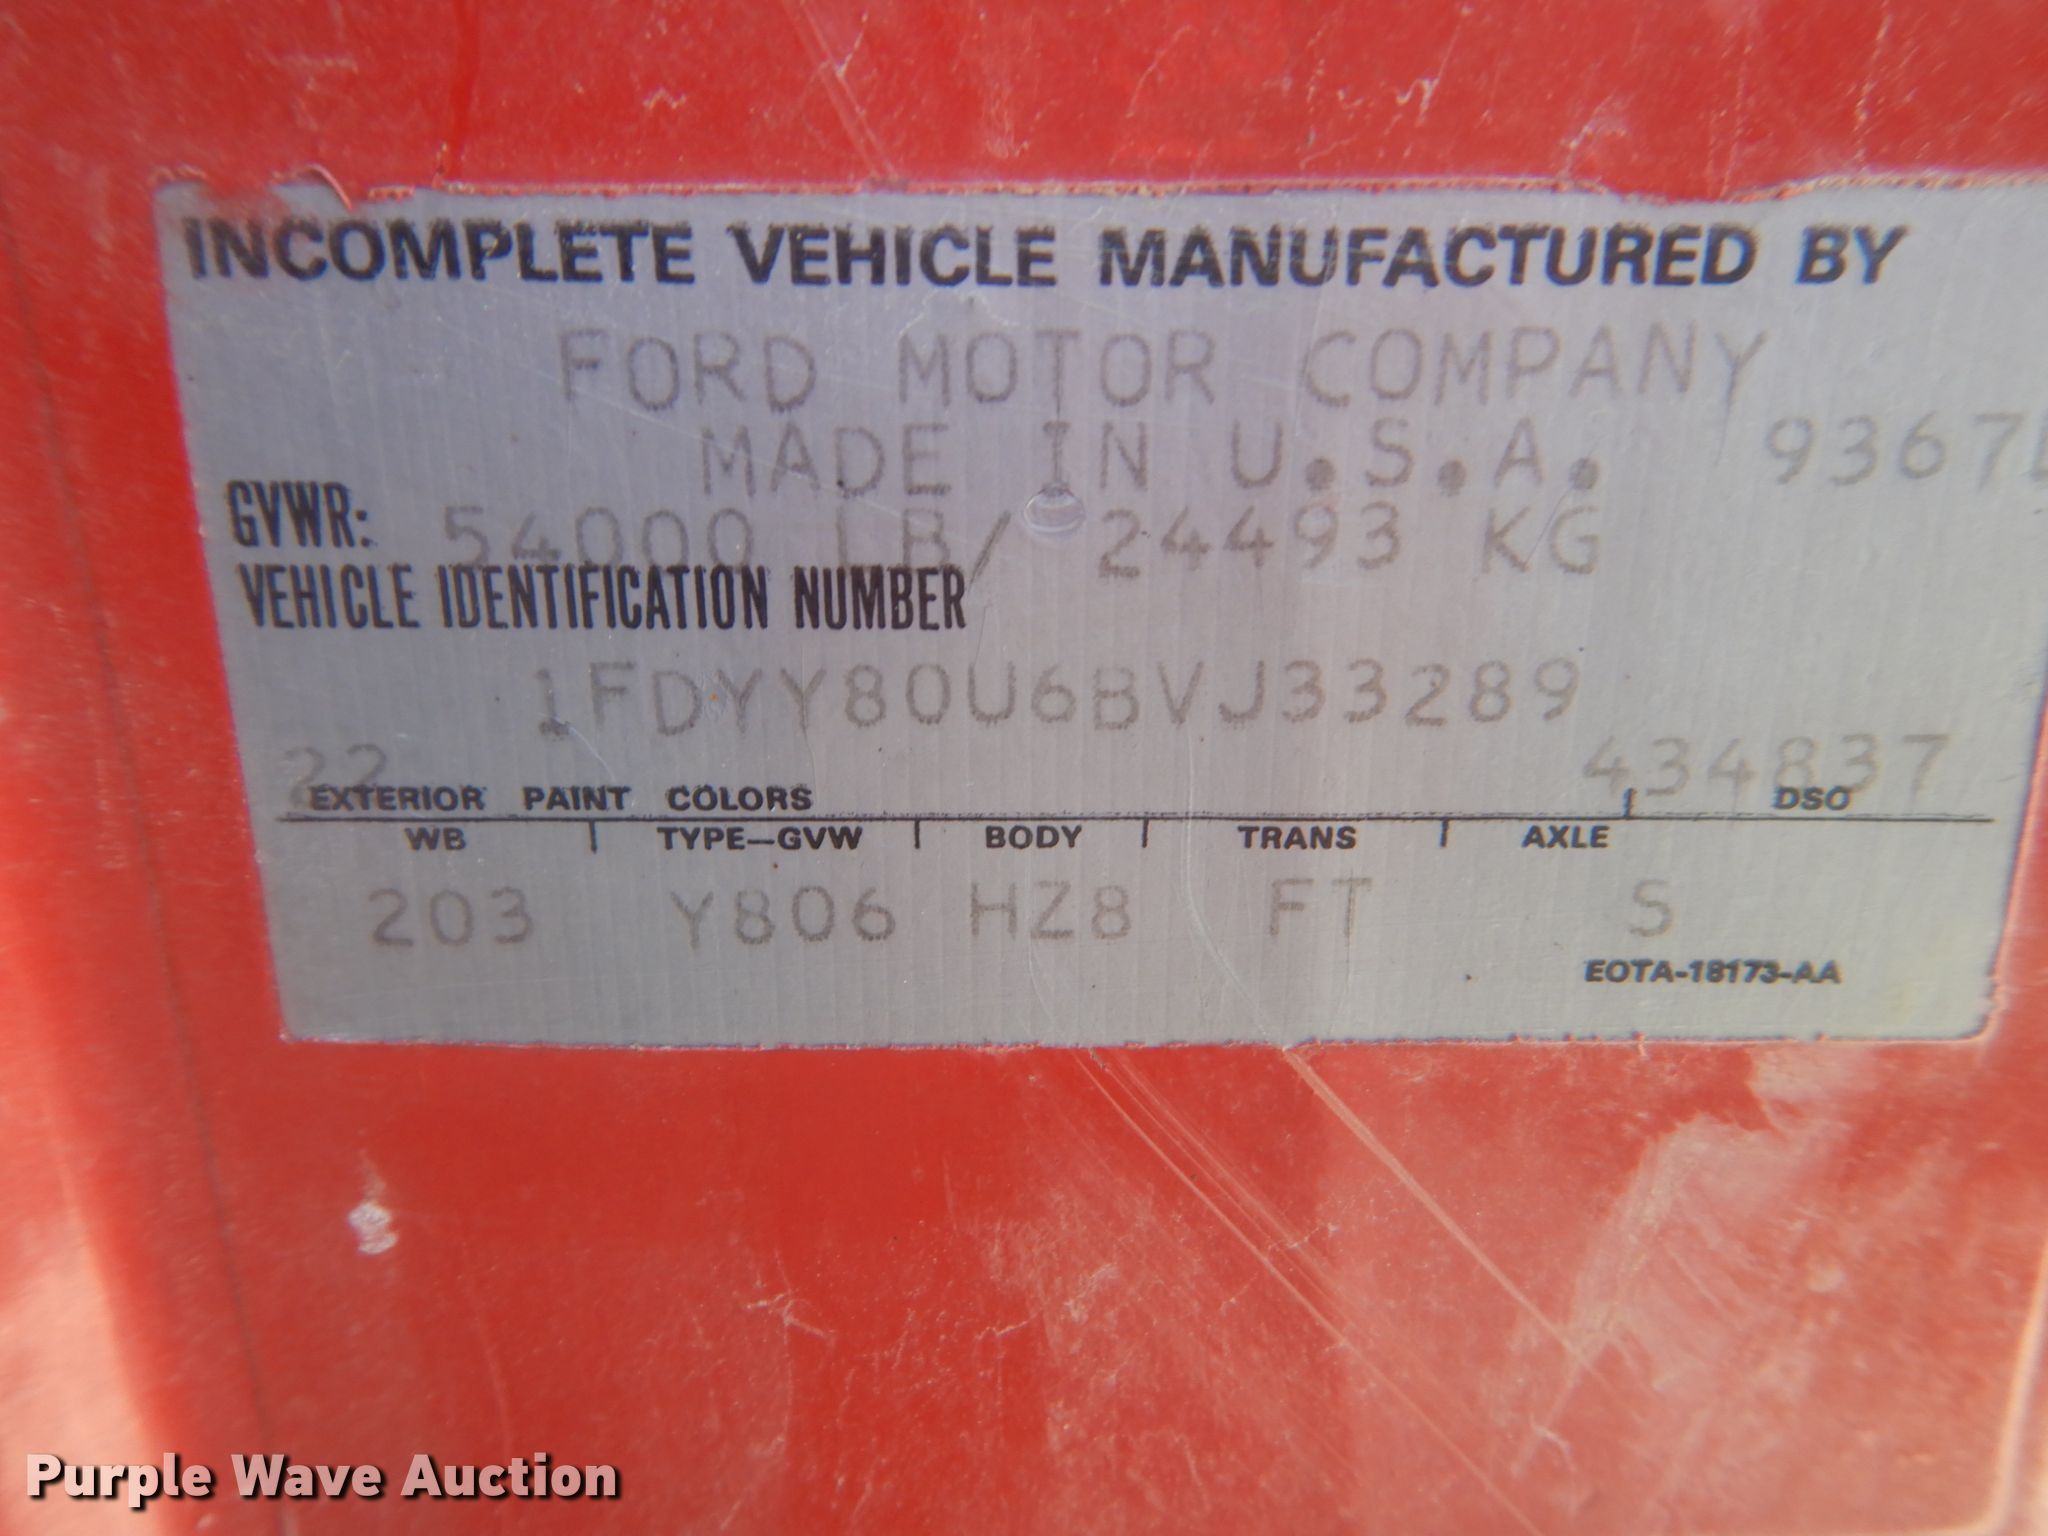 INCOMPLETE VEHICLE MANUFACTURED BY
FORD MOTOR COMPANY
MADE IN U.S.A. 9367
GVWR: 54000 LB/ 24493 KG
VEHICLE IDENTIFICATION NUMBER
1FDYY80U6BVJ33289
22 434837
EXTERIOR PAINT COLORS DSO
WB TYPE-GVW BODY TRANS AXLE
203 Y806 HZ8 FT S
EOTA-18173-AA
Purple Wave Auction